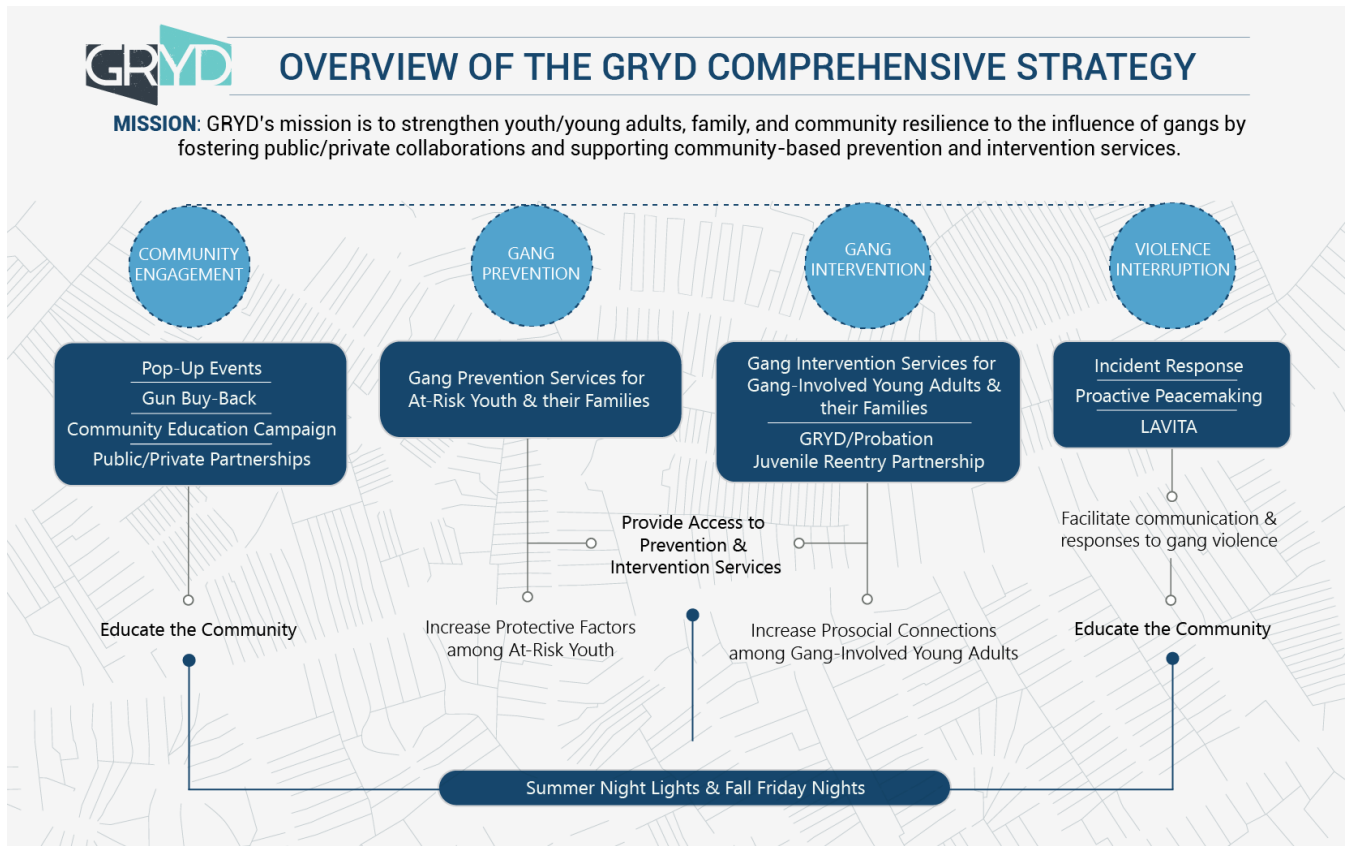 GRYD
OVERVIEW OF THE GRYD COMPREHENSIVE STRATEGY
MISSION: GRYD's mission is to strengthen youth/young adults, family, and community resilience to the influence of gangs by
fostering public/private collaborations and supporting community-based prevention and intervention services.
COMMUNITY
ENGAGEMENT
GANG
PREVENTION
GANG
INTERVENTION
VIOLENCE
INTERRUPTION
Pop-Up Events
Gun Buy-Back
Community Education Campaign
Public/Private Partnerships
Gang Prevention Services for
At-Risk Youth & their Families
Gang Intervention Services for
Gang-Involved Young Adults &
their Families
GRYD/Probation
Juvenile Reentry Partnership
Incident Response
Proactive Peacemaking
LAVITA
Provide Access to
Prevention &
Intervention Services
Facilitate communication &
responses to gang violence
Educate the Community
Increase Protective Factors
among At-Risk Youth
Increase Prosocial Connections
among Gang-Involved Young Adults
Educate the Community
Summer Night Lights & Fall Friday Nights